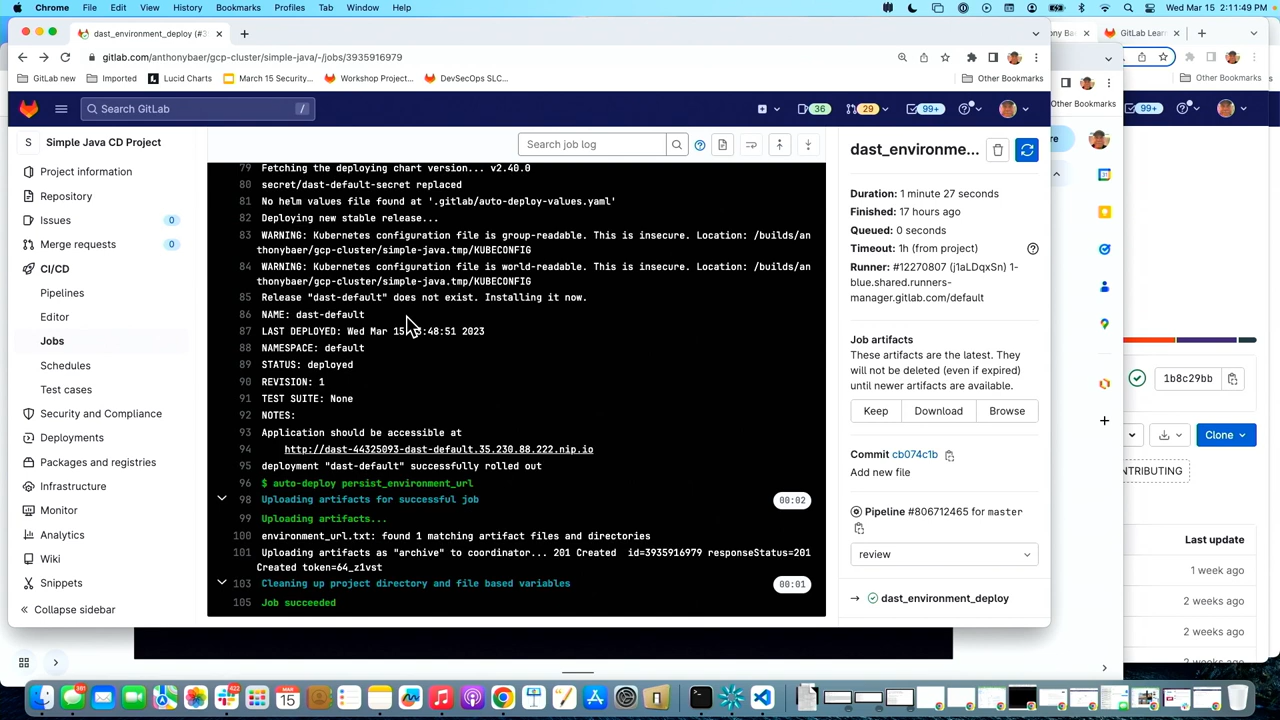 Chrome File Edit View History Bookmarks Profiles Tab Window Help Wed Mar 15 2:11:49 PM
dast_environment_deploy (#3
GitLab Lear
gitlab.com/anthonybaer/gcp-cluster/simple-java/-/jobs/3935916979
GitLab new Imported Lucid Charts March 15 Security... Workshop Project... DevSecOps SLC... Other Bookmarks
Other Bookmarks
Other Bookmarks
Search GitLab / 36 29 99+
99+
Simple Java CD Project
Project information
Repository
Issues 0
Merge requests 0
CI/CD
Pipelines
Editor
Jobs
Schedules
Test cases
Security and Compliance
Deployments
Packages and registries
Infrastructure
Monitor
Analytics
Wiki
Snippets
Collapse sidebar
Search job log
79 Fetching the deploying chart version... v2.40.0
80 secret/dast-default-secret replaced
81 No helm values file found at '.gitlab/auto-deploy-values.yaml'
82 Deploying new stable release...
83 WARNING: Kubernetes configuration file is group-readable. This is insecure. Location: /builds/an
thonybaer/gcp-cluster/simple-java.tmp/KUBECONFIG
84 WARNING: Kubernetes configuration file is world-readable. This is insecure. Location: /builds/an
thonybaer/gcp-cluster/simple-java.tmp/KUBECONFIG
85 Release "dast-default" does not exist. Installing it now.
86 NAME: dast-default
87 LAST DEPLOYED: Wed Mar 15 :48:51 2023
88 NAMESPACE: default
89 STATUS: deployed
90 REVISION: 1
91 TEST SUITE: None
92 NOTES:
93 Application should be accessible at
94 http://dast-44325093-dast-default.35.230.88.222.nip.io
95 deployment "dast-default" successfully rolled out
96 $ auto-deploy persist_environment_url
98 Uploading artifacts for successful job 00:02
99 Uploading artifacts...
100 environment_url.txt: found 1 matching artifact files and directories
101 Uploading artifacts as "archive" to coordinator... 201 Created id=3935916979 responseStatus=201
Created token=64_z1vst
103 Cleaning up project directory and file based variables 00:01
105 Job succeeded
dast_environme...
Duration: 1 minute 27 seconds
Finished: 17 hours ago
Queued: 0 seconds
Timeout: 1h (from project)
Runner: #12270807 (j1aLDqxSn) 1-
blue.shared.runners-
manager.gitlab.com/default
Job artifacts
These artifacts are the latest. They
will not be deleted (even if expired)
until newer artifacts are available.
Keep Download Browse
Commit cb074c1b
Add new file
Pipeline #806712465 for master
review
→ dast_environment_deploy
1b8c29bb
Clone
NTRIBUTING
Last update
1 week ago
2 weeks ago
2 weeks ago